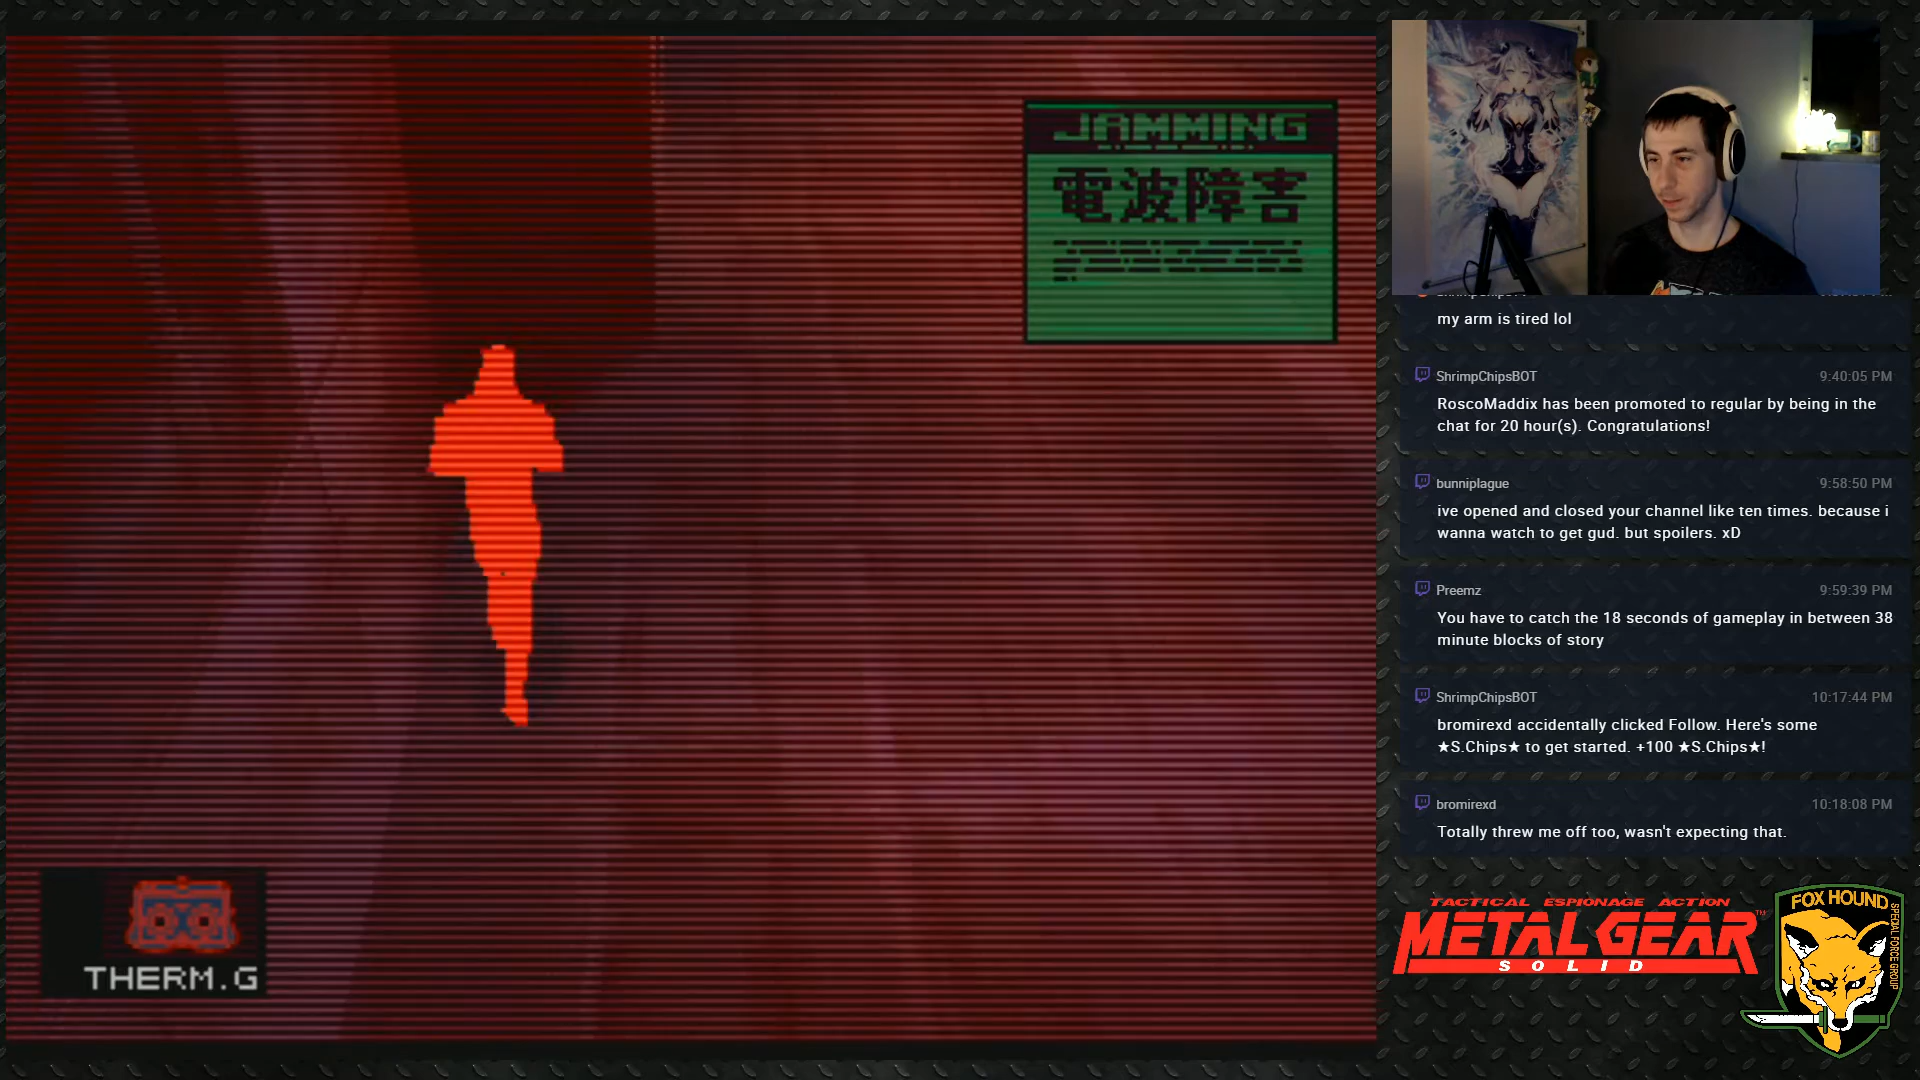 JAMMING
電波障害
THERM.G
my arm is tired lol
ShrimpChipsBOT 9:40:05 PM
RoscoMaddix has been promoted to regular by being in the
chat for 20 hour(s). Congratulations!
bunniplague 9:58:50 PM
ive opened and closed your channel like ten times. because i
wanna watch to get gud. but spoilers. xD
Preemz 9:59:39 PM
You have to catch the 18 seconds of gameplay in between 38
minute blocks of story
ShrimpChipsBOT 10:17:44 PM
bromirexd accidentally clicked Follow. Here's some
★S.Chips★ to get started. +100 ★S.Chips★!
bromirexd 10:18:08 PM
Totally threw me off too, wasn't expecting that.
TACTICAL ESPIONAGE ACTION
METAL GEAR™
SOLID
FOX HOUND
SPECIAL FORCE GROUP